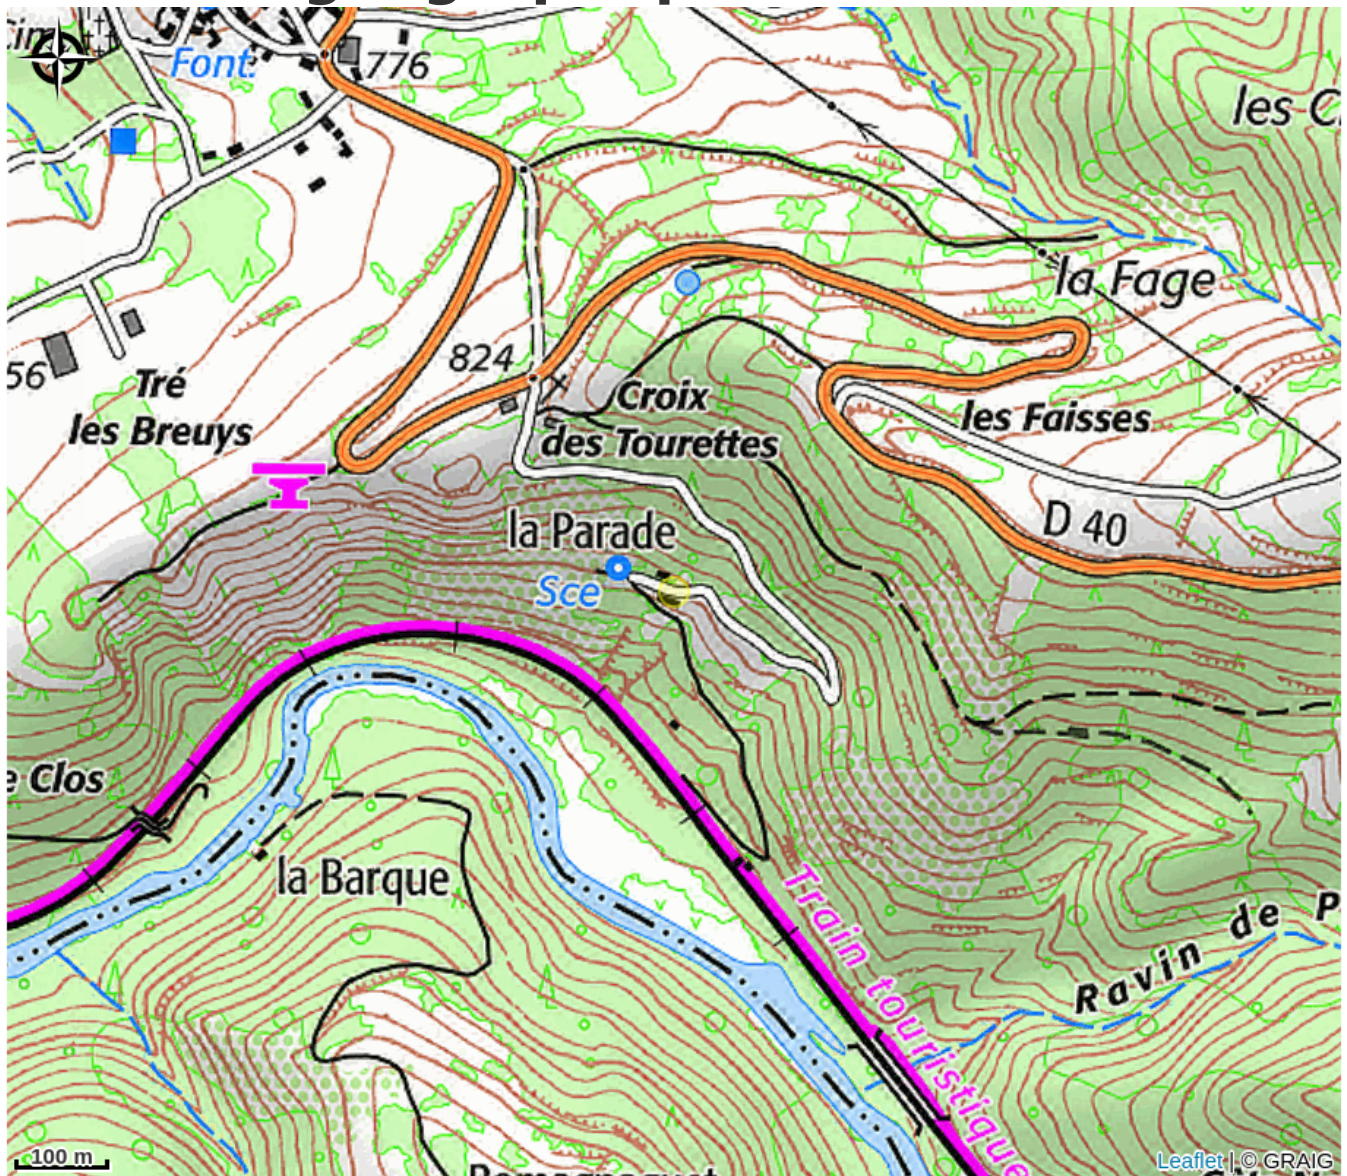 Font.
776
les C
la Fage
824
56
Tré
les Breuys
Croix
des Tourettes
les Faisses
D 40
la Parade
Sce
e Clos
la Barque
Train touristique
Ravin de P
100 m
Leaflet | © GRAIG